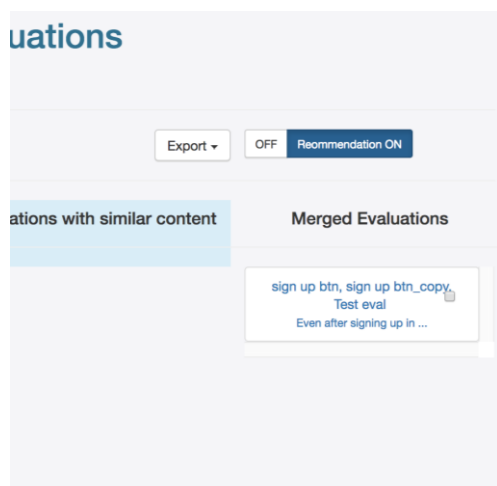 uations
Export
OFF Reommendation ON
ations with similar content
Merged Evaluations
sign up btn, sign up btn_copy,
Test eval
Even after signing up in ...